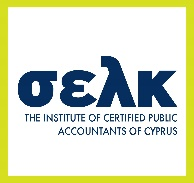 σελκ
THE INSTITUTE OF CERTIFIED PUBLIC
ACCOUNTANTS OF CYPRUS